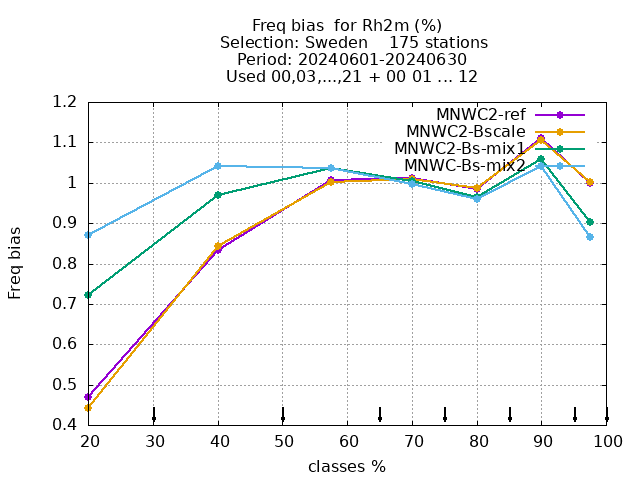 Freq bias  for Rh2m (%)
Selection: Sweden    175 stations
Period: 20240601-20240630
Used 00,03,...,21 + 00 01 ... 12
MNWC2-ref
MNWC2-Bscale
MNWC2-Bs-mix1
MNWC-Bs-mix2
1.2
1.1
1
0.9
0.8
0.7
0.6
0.5
0.4
Freq bias
20 30 40 50 60 70 80 90 100
classes %